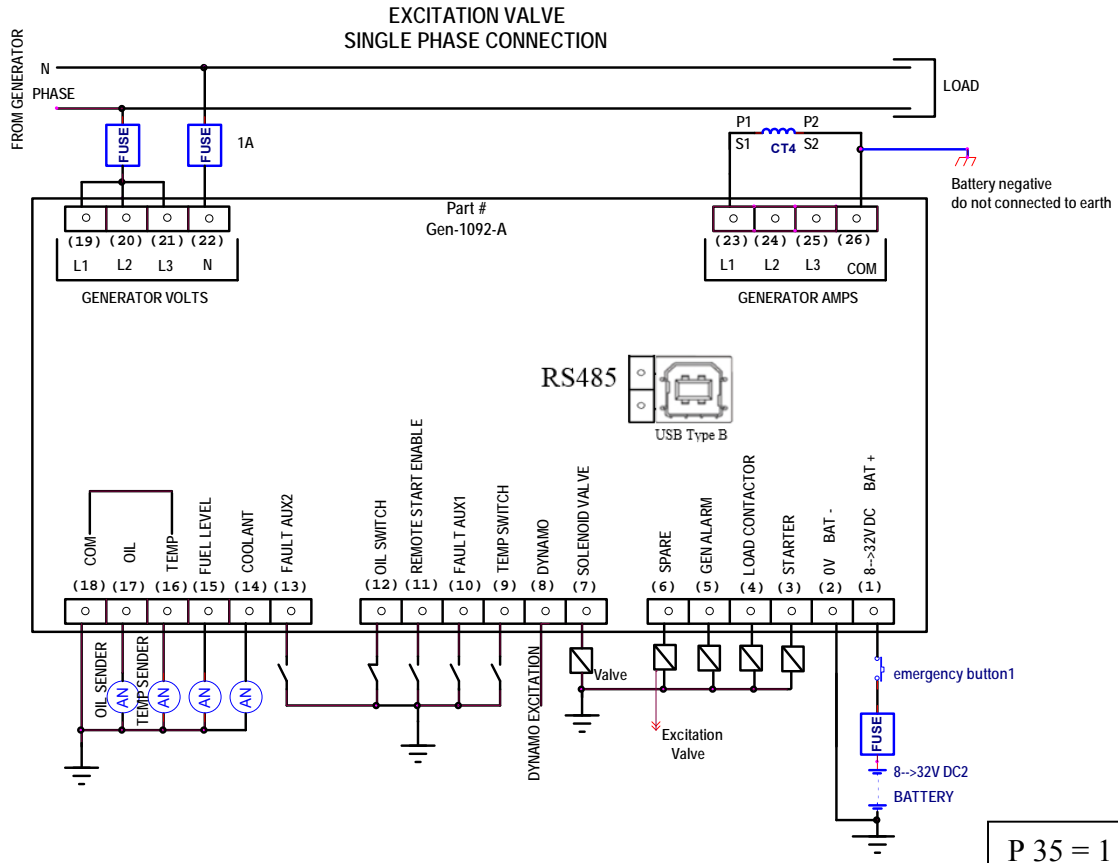 EXCITATION VALVE
SINGLE PHASE CONNECTION
FROM GENERATOR
N
PHASE
LOAD
FUSE
FUSE
1A
P1 P2
S1 S2
CT4
Battery negative
do not connected to earth
Part #
Gen-1092-A
(19) (20) (21) (22)
L1 L2 L3 N
GENERATOR VOLTS
(23) (24) (25) (26)
L1 L2 L3 COM
GENERATOR AMPS
RS485
USB Type B
COM
OIL
TEMP
FUEL LEVEL
COOLANT
FAULT AUX2
OIL SWITCH
REMOTE START ENABLE
FAULT AUX1
TEMP SWITCH
DYNAMO
SOLENOID VALVE
SPARE
GEN ALARM
LOAD CONTACTOR
STARTER
0V BAT -
8-->32V DC BAT +
(18) (17) (16) (15) (14) (13)
(12) (11) (10) (9) (8) (7)
(6) (5) (4) (3) (2) (1)
OIL SENDER
AN
TEMP SENDER
AN
AN
AN
DYNAMO EXCITATION
Valve
Excitation
Valve
emergency button1
FUSE
8-->32V DC2
BATTERY
P 35 = 1